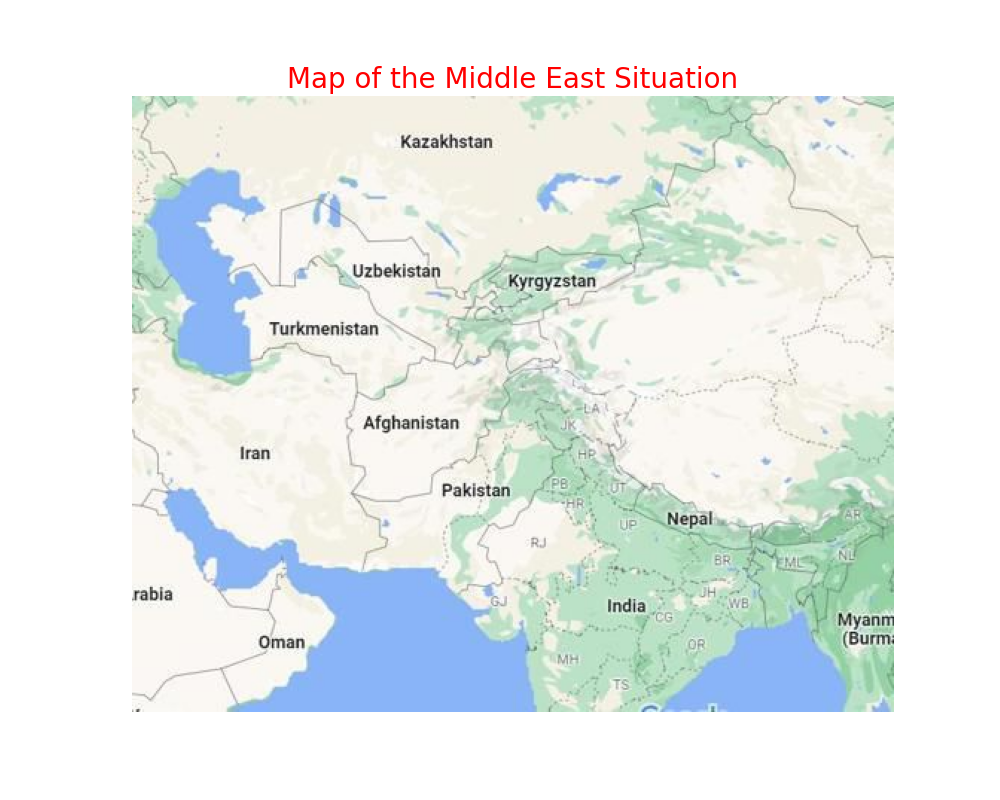 Map of the Middle East Situation
Kazakhstan
Uzbekistan
Kyrgyzstan
Turkmenistan
LA
Afghanistan
JK
Iran
HP
PB
UT
Pakistan
HR
AR
Nepal
UP
RJ
NL
BR
ML
rabia
JH
GJ
WB
India
CG
Myanm
(Burma
Oman
OR
MH
TS